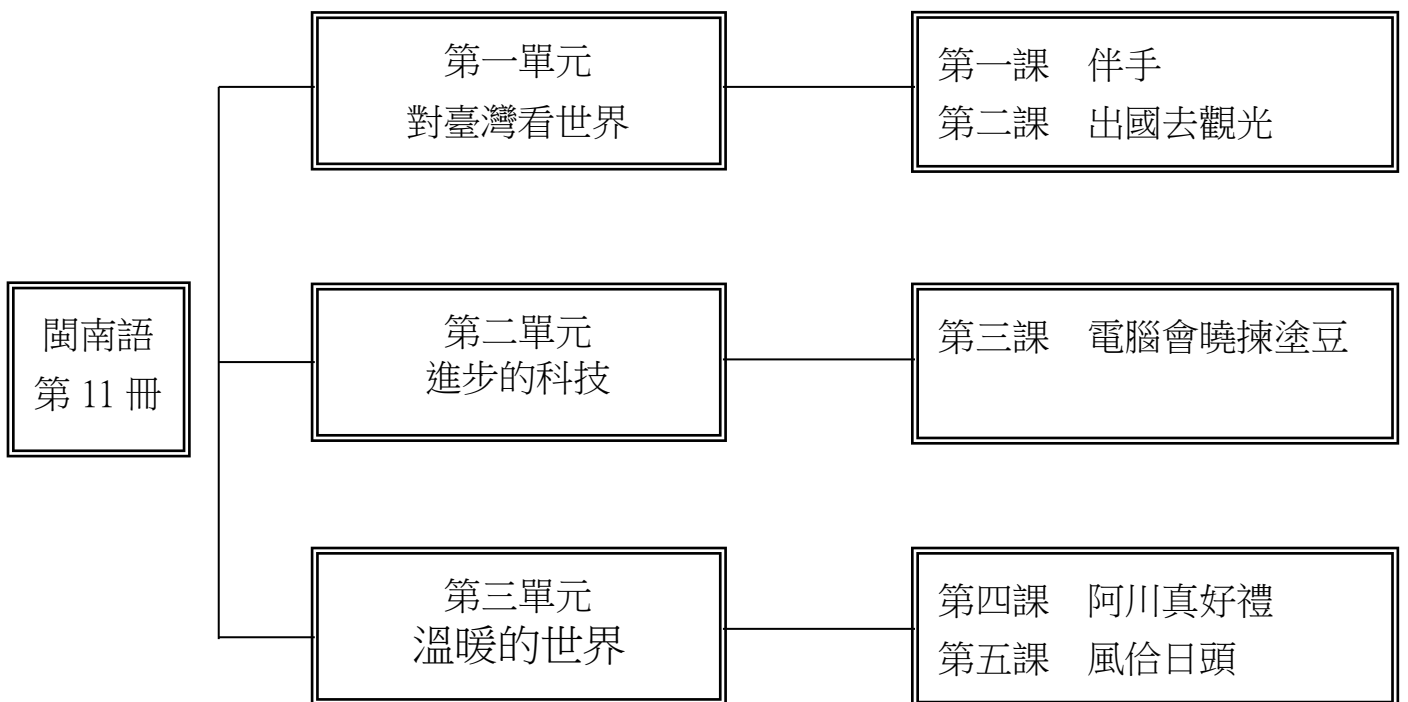 第一單元
對臺灣看世界
第一課 伴手
第二課 出國去觀光
閩南語
第 11 冊
第二單元
進步的科技
第三課 電腦會曉揀塗豆
第三單元
溫暖的世界
第四課 阿川真好禮
第五課 風佮日頭